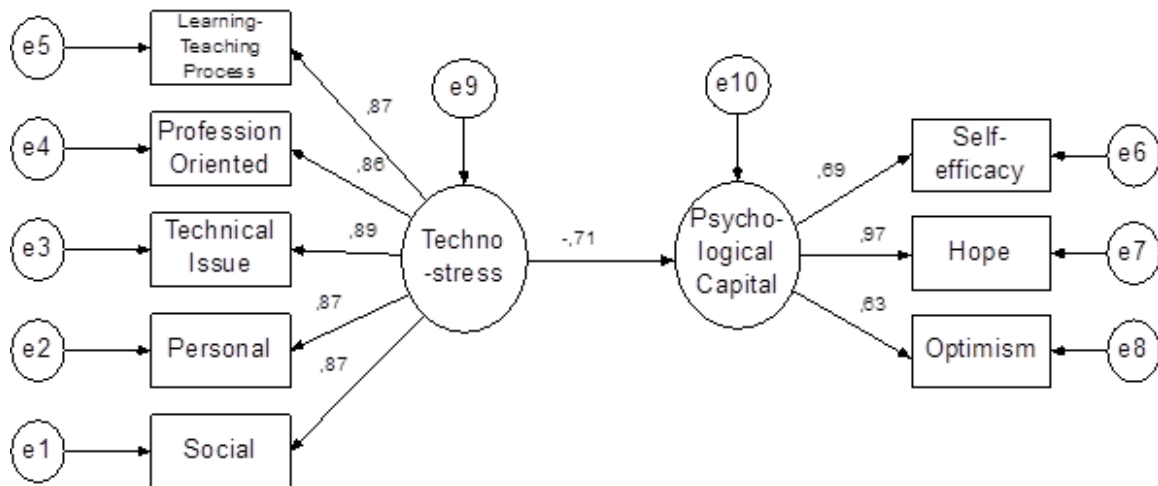 e5
Learning-
Teaching
Process
e4
Profession
Oriented
e3
Technical
Issue
e2
Personal
e1
Social
,87
,86
,89
,87
,87
e9
Techno
-stress
-,71
e10
Psycho-
logical
Capital
,69
,97
,63
Self-
efficacy
e6
Hope
e7
Optimism
e8